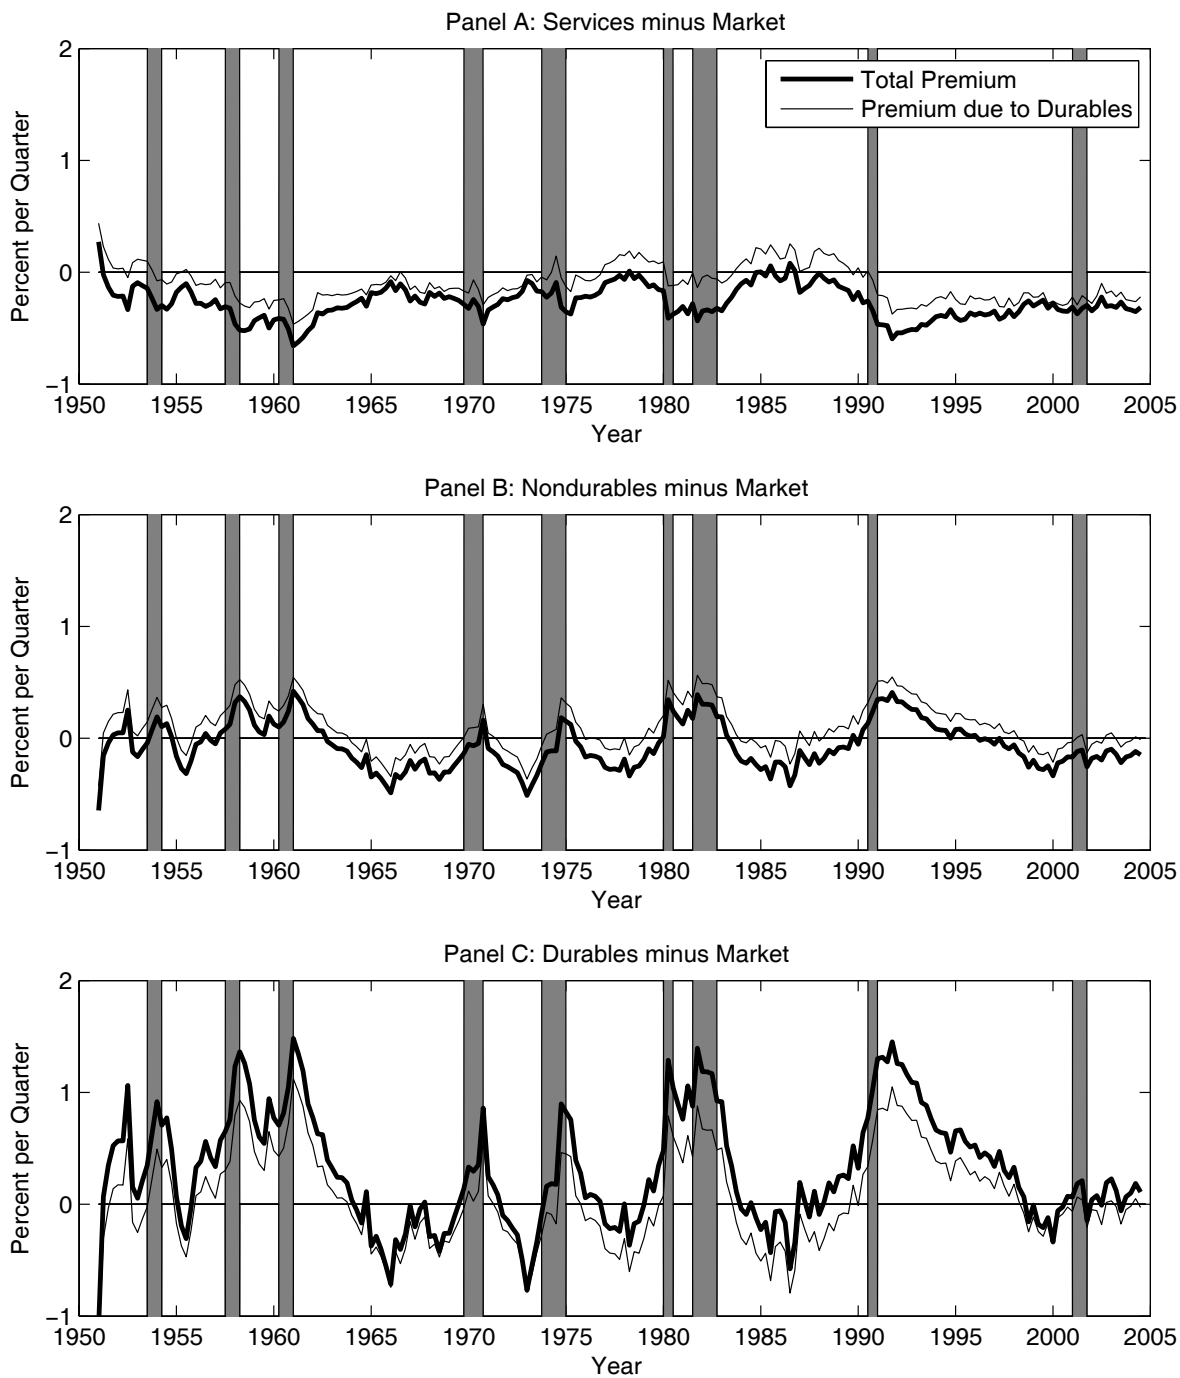 Panel A: Services minus Market
2
1
0
−1
Percent per Quarter
Total Premium
Premium due to Durables
1950 1955 1960 1965 1970 1975 1980 1985 1990 1995 2000 2005
Year
Panel B: Nondurables minus Market
2
1
0
−1
Percent per Quarter
1950 1955 1960 1965 1970 1975 1980 1985 1990 1995 2000 2005
Year
Panel C: Durables minus Market
2
1
0
−1
Percent per Quarter
1950 1955 1960 1965 1970 1975 1980 1985 1990 1995 2000 2005
Year